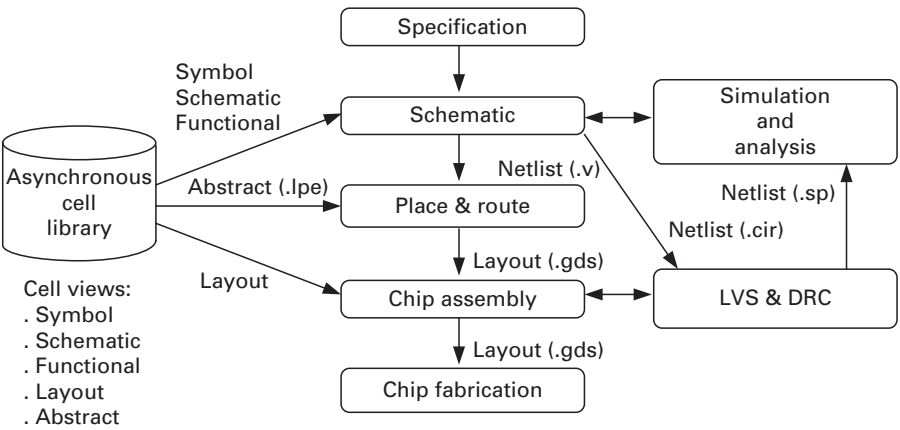 Specification
Symbol
Schematic
Functional
Schematic
Simulation
and
analysis
Asynchronous
cell
library
Abstract (.lpe)
Netlist (.v)
Netlist (.sp)
Place & route
Netlist (.cir)
Layout (.gds)
Layout
Chip assembly
LVS & DRC
Cell views:
. Symbol
. Schematic
. Functional
. Layout
. Abstract
Layout (.gds)
Chip fabrication